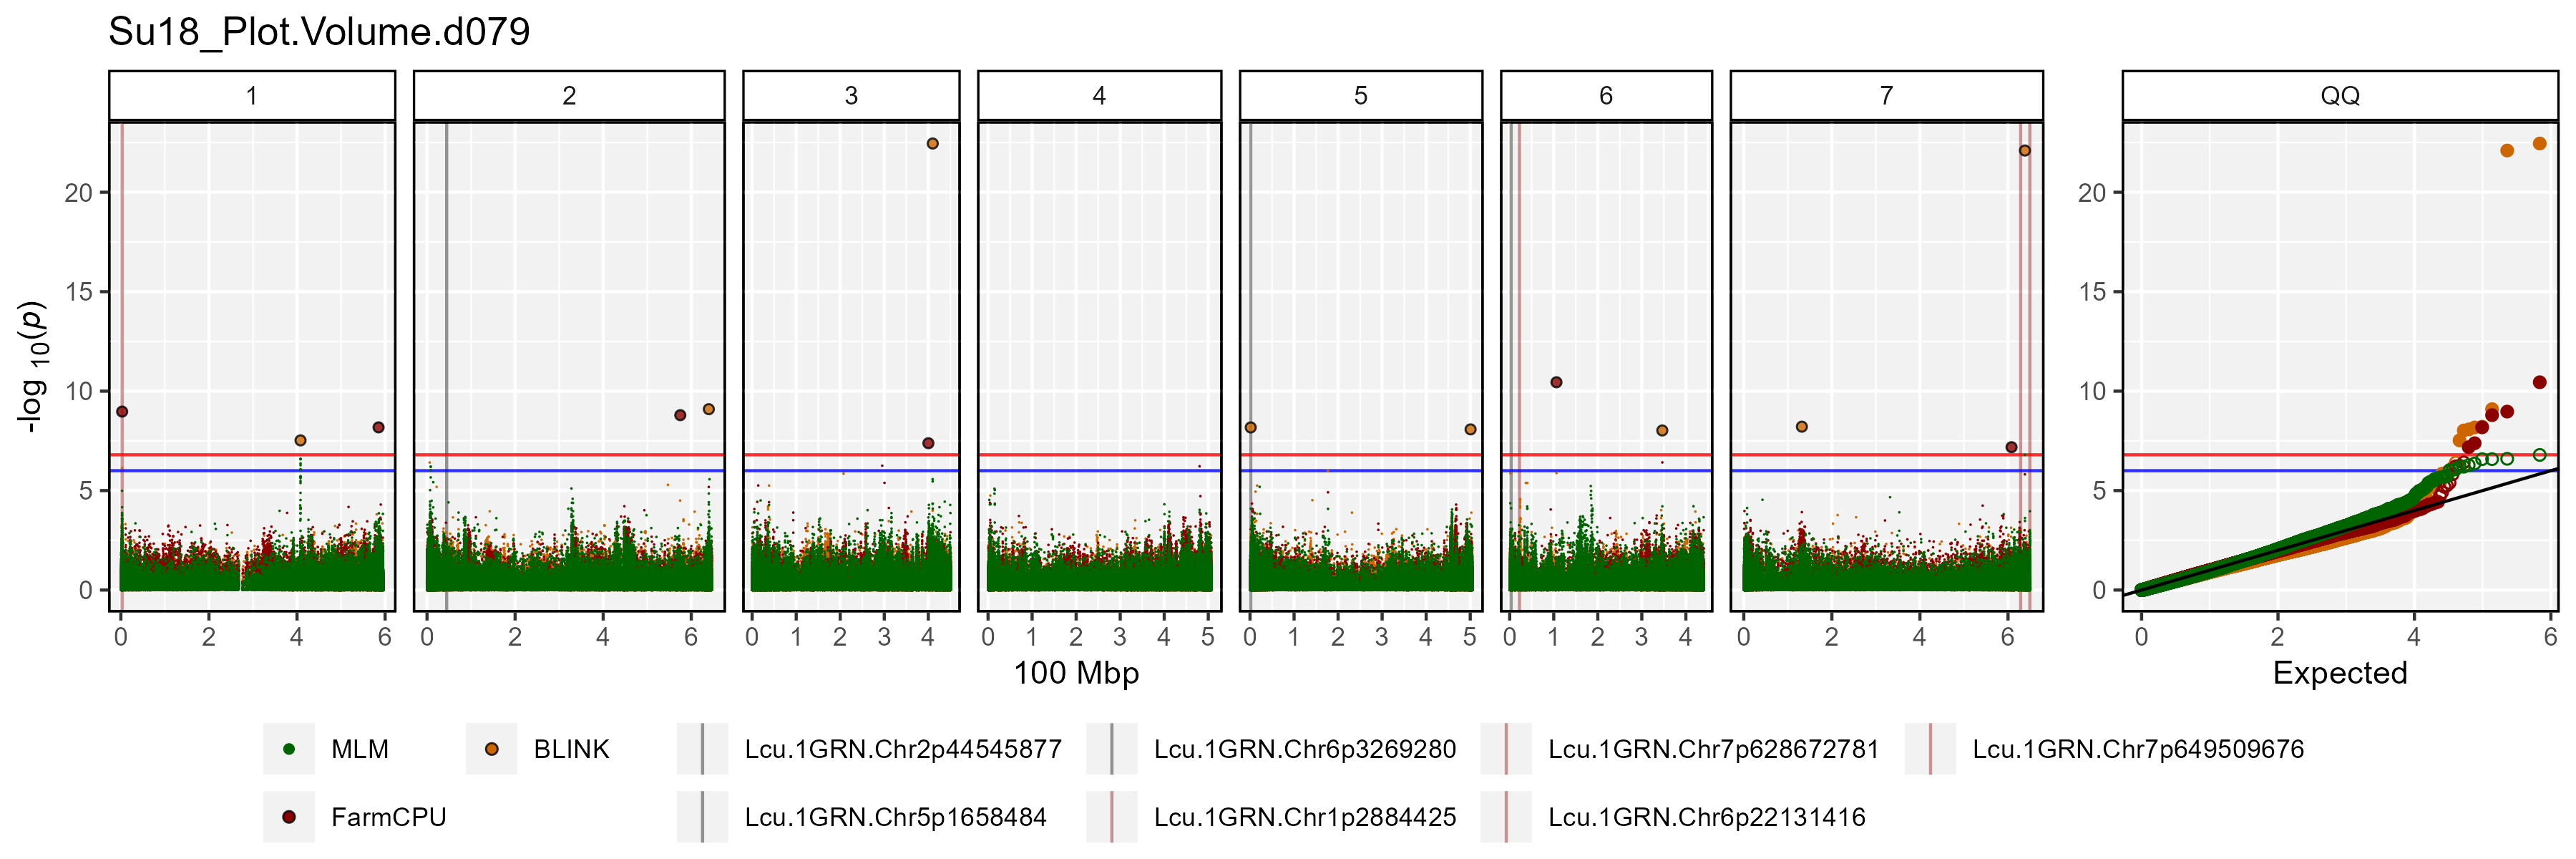 Su18_Plot.Volume.d079
1 2 3 4 5 6 7 QQ
-log 10(p)
20
15
10
5
0
20
15
10
5
0
0 2 4 6 0 2 4 6 0 1 2 3 4 0 1 2 3 4 5 0 1 2 3 4 5 0 1 2 3 4 0 2 4 6 0 2 4 6
100 Mbp Expected
MLM BLINK Lcu.1GRN.Chr2p44545877 Lcu.1GRN.Chr6p3269280 Lcu.1GRN.Chr7p628672781 Lcu.1GRN.Chr7p649509676
FarmCPU Lcu.1GRN.Chr5p1658484 Lcu.1GRN.Chr1p2884425 Lcu.1GRN.Chr6p22131416